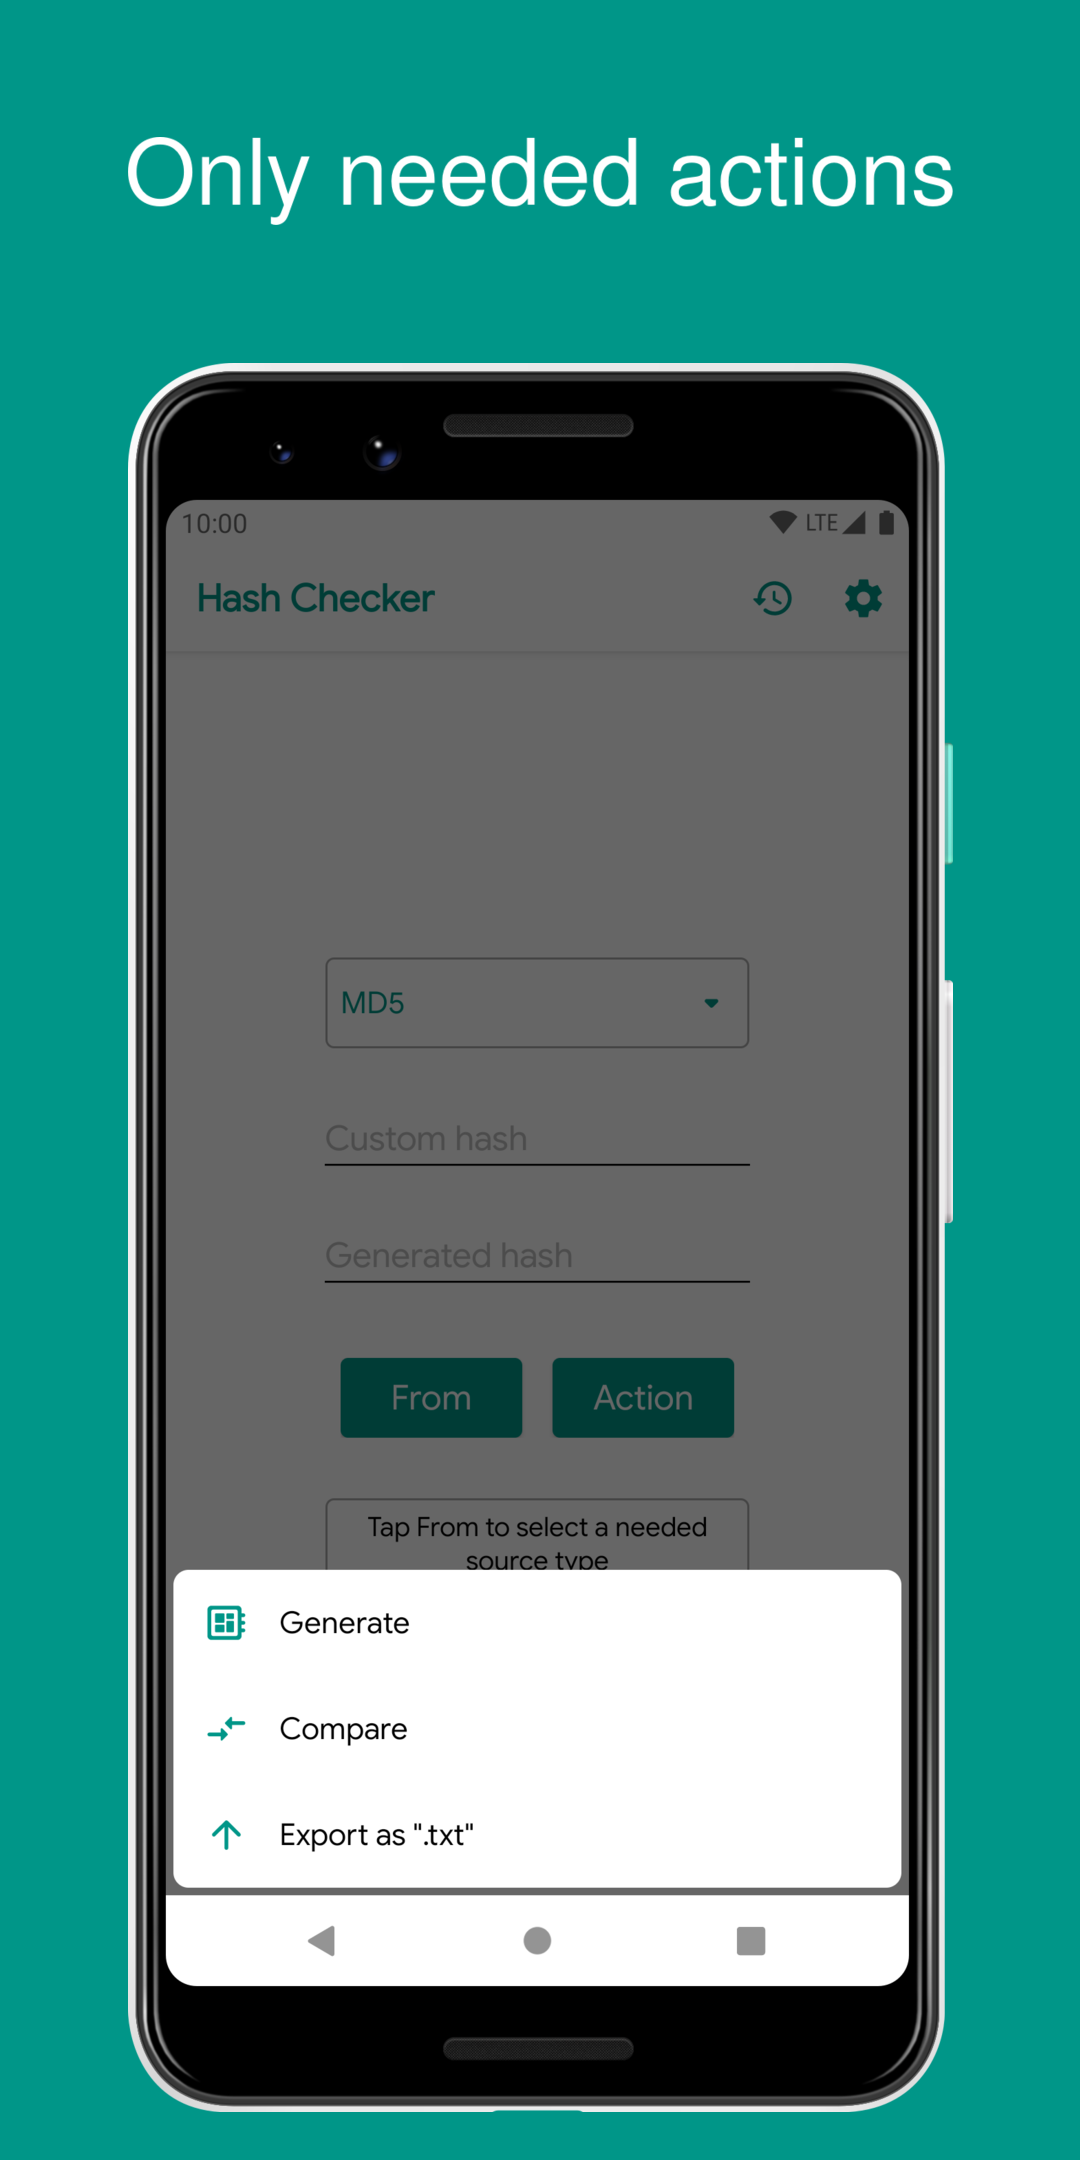 Only needed actions
10:00 LTE
Hash Checker
MD5
Custom hash
Generated hash
From Action
Tap From to select a needed
source type
Generate
Compare
Export as ".txt"